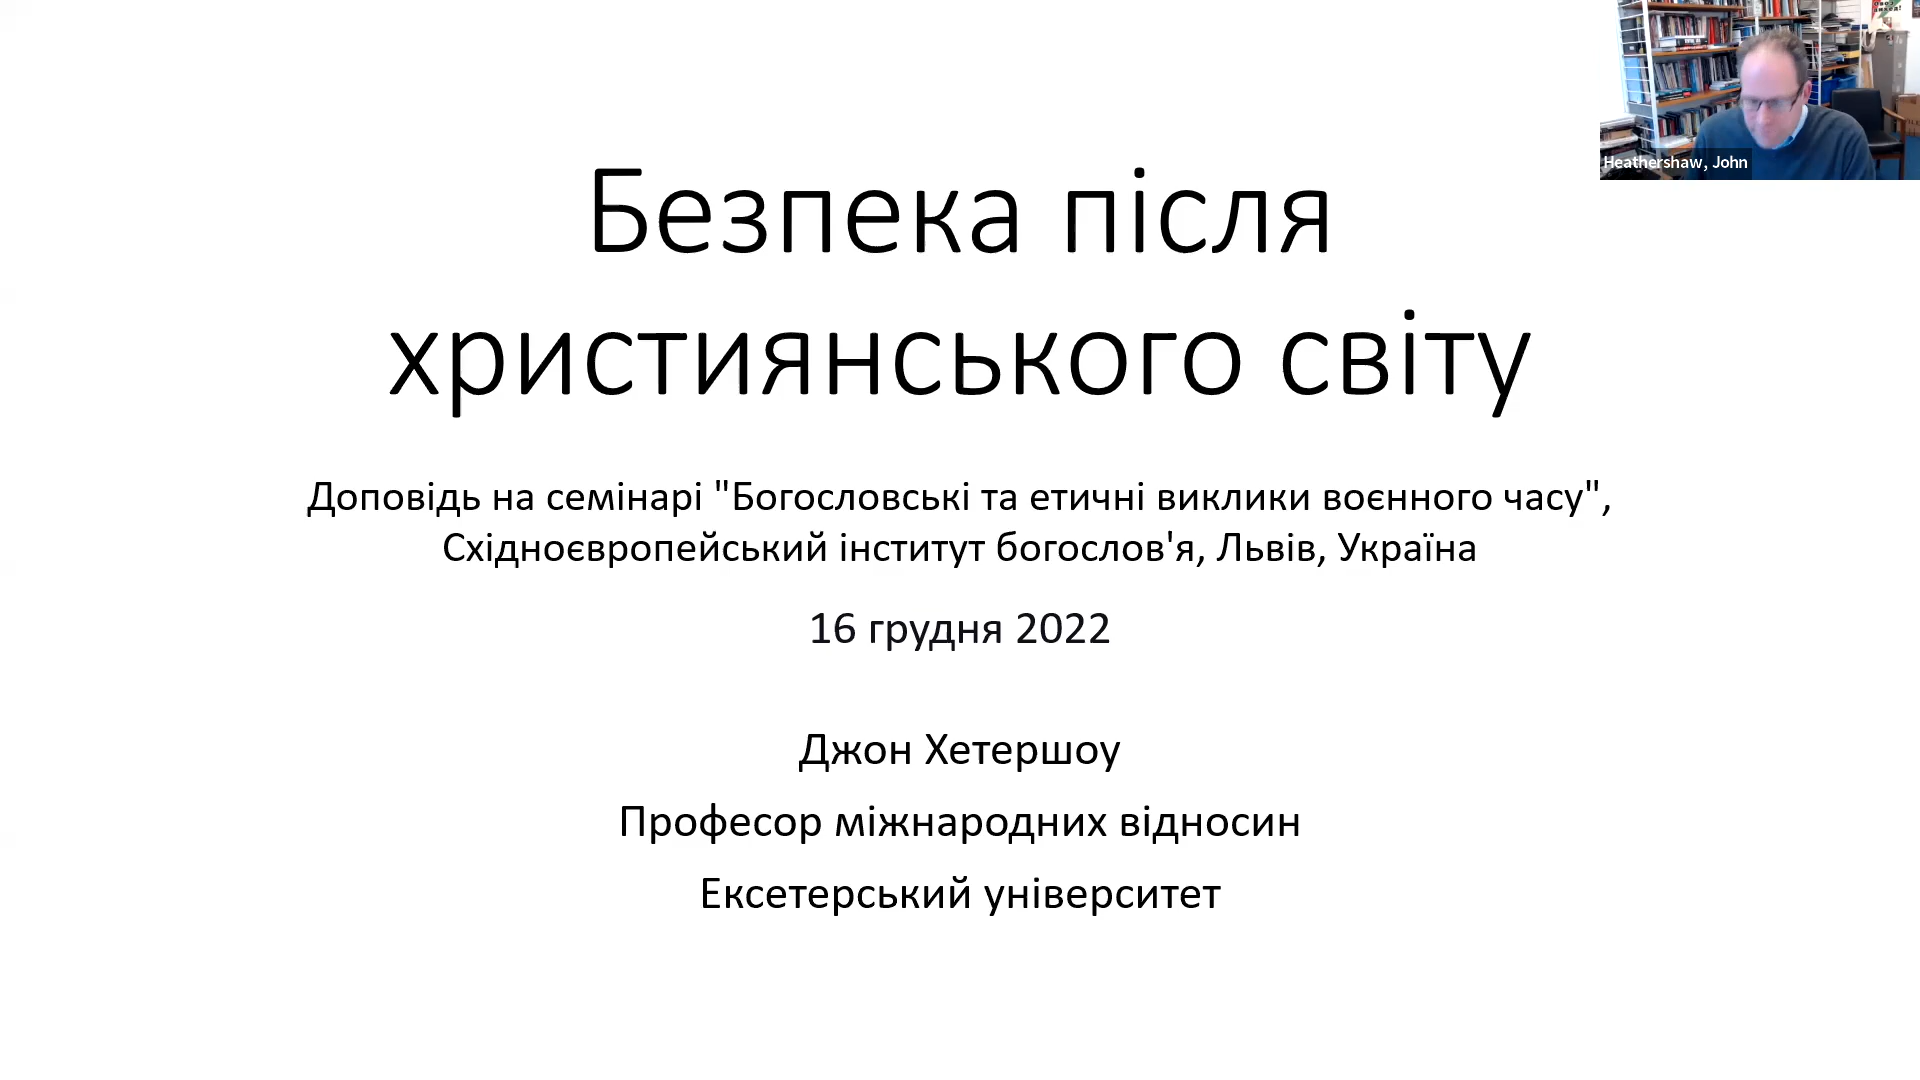 Безпека після
християнського світу
Доповідь на семінарі "Богословські та етичні виклики воєнного часу",
Східноєвропейський інститут богослов'я, Львів, Україна
16 грудня 2022
Джон Хетершоу
Професор міжнародних відносин
Ексетерський університет
Heathershaw, John